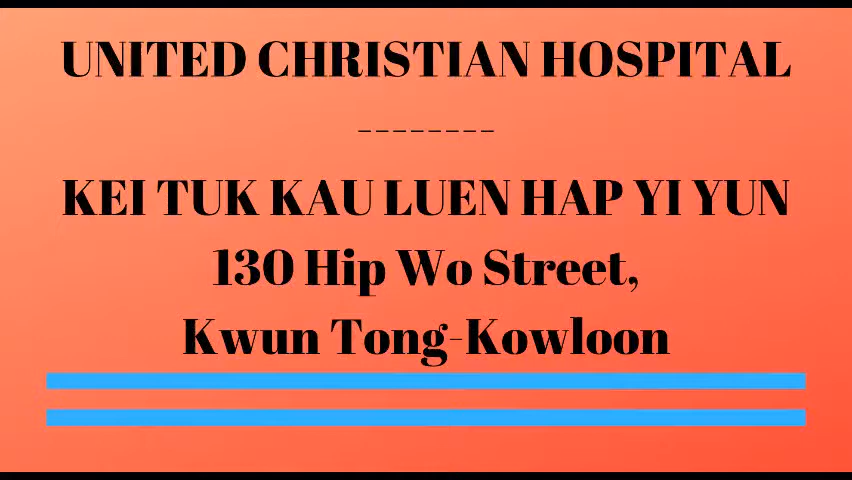 UNITED CHRISTIAN HOSPITAL
--------
KEI TUK KAU LUEN HAP YI YUN
130 Hip Wo Street,
Kwun Tong-Kowloon